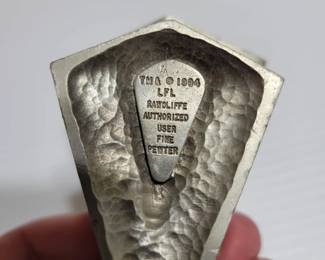 TM & © 1994
LFL
RAWCLIFFE
AUTHORIZED
USER
FINE
PEWTER